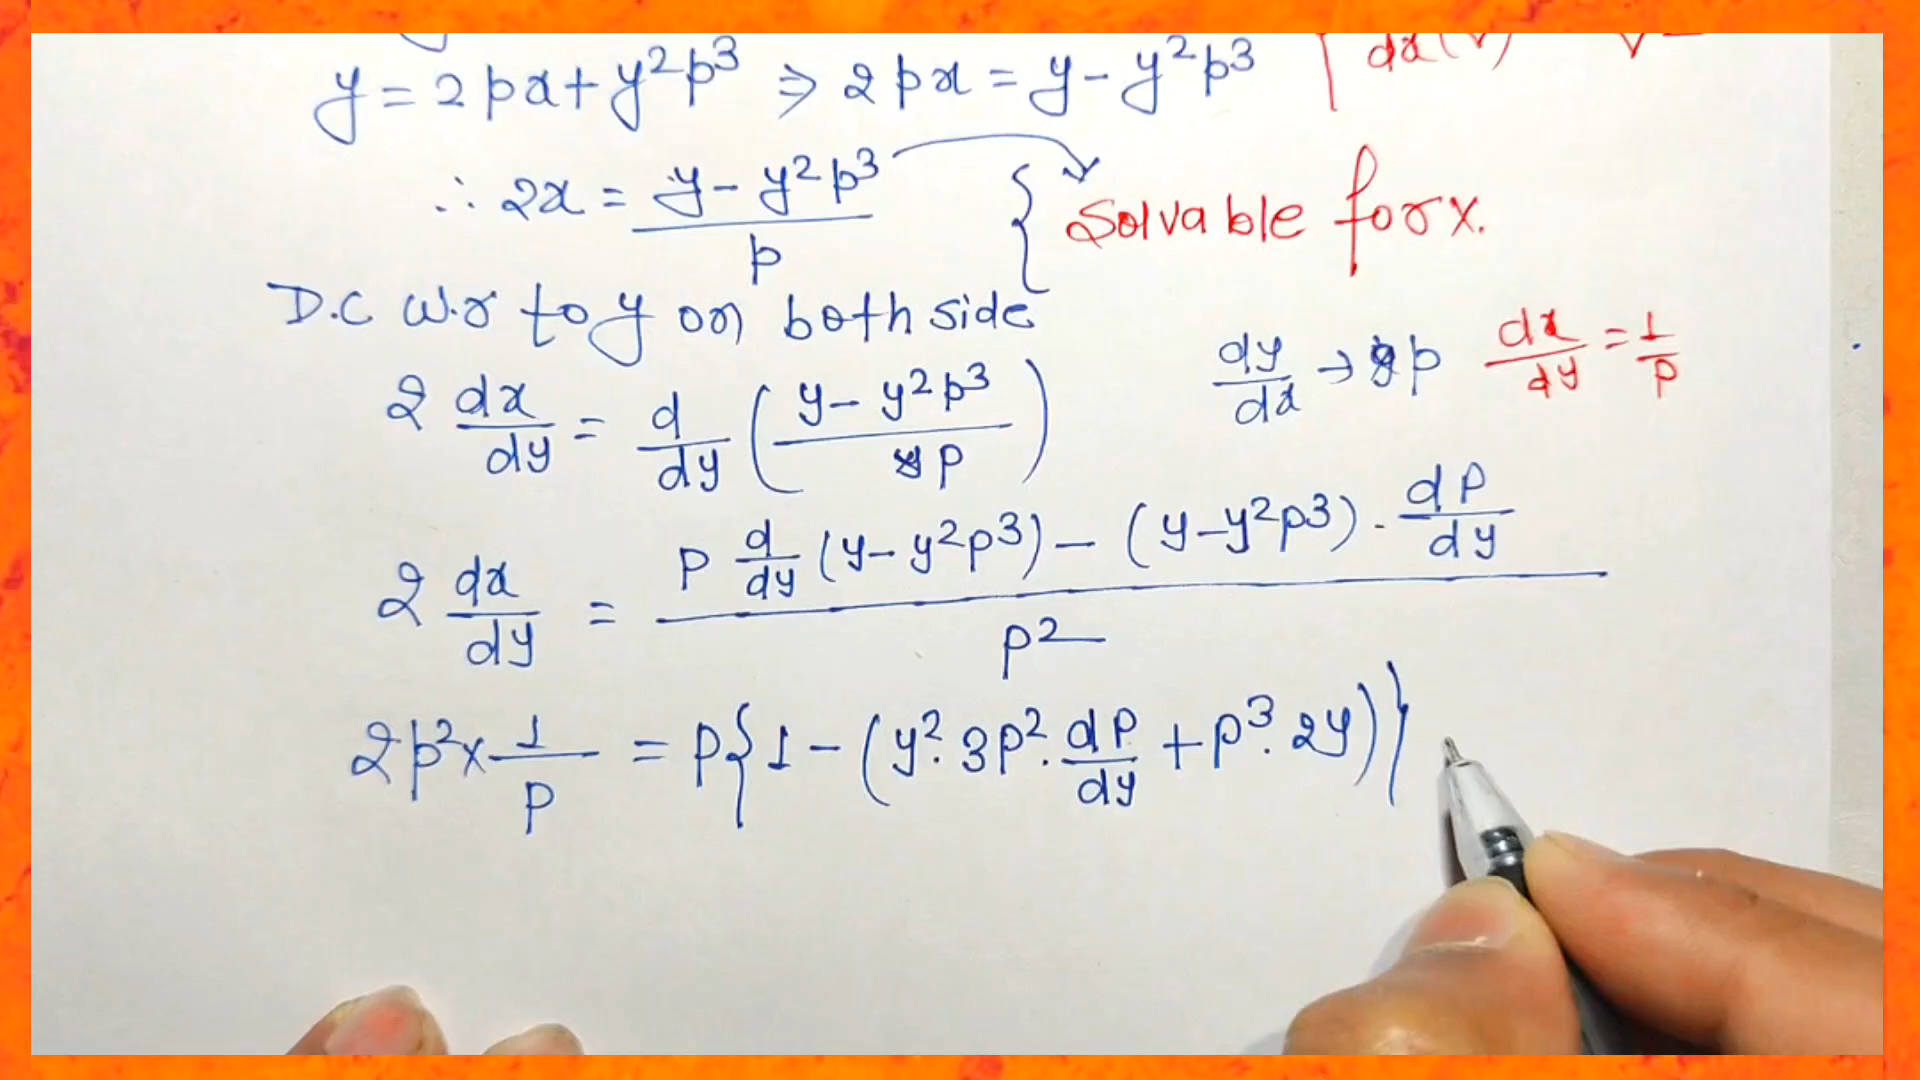 y = 2px + y²p³ ⇒ 2px = y - y²p³
∴ 2x = (y - y²p³)/p { Solvable for x.
D.C w.r to y on both side
dy/dx → p dx/dy = 1/p
2 dx/dy = d/dy ((y - y²p³)/p)
2 dx/dy = (p d/dy (y - y²p³) - (y - y²p³) · dp/dy)/p²
2p² × 1/p = p{1 - (y² · 3p² · dp/dy + p³ · 2y)}